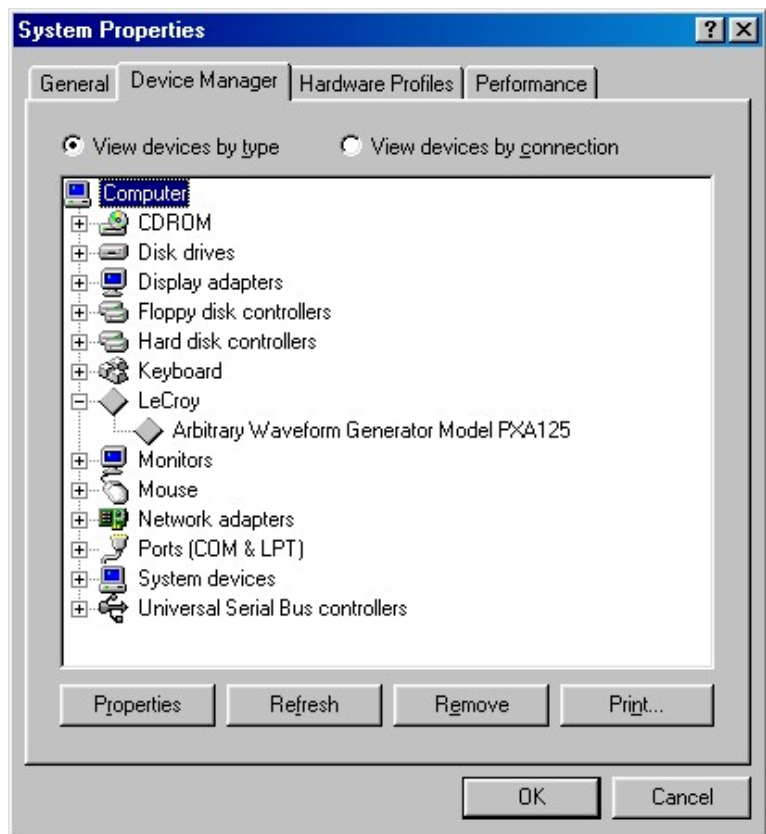 System Properties
General Device Manager Hardware Profiles Performance
View devices by type View devices by connection
Computer
CDROM
Disk drives
Display adapters
Floppy disk controllers
Hard disk controllers
Keyboard
LeCroy
Arbitrary Waveform Generator Model PXA125
Monitors
Mouse
Network adapters
Ports (COM & LPT)
System devices
Universal Serial Bus controllers
Properties Refresh Remove Print...
OK Cancel